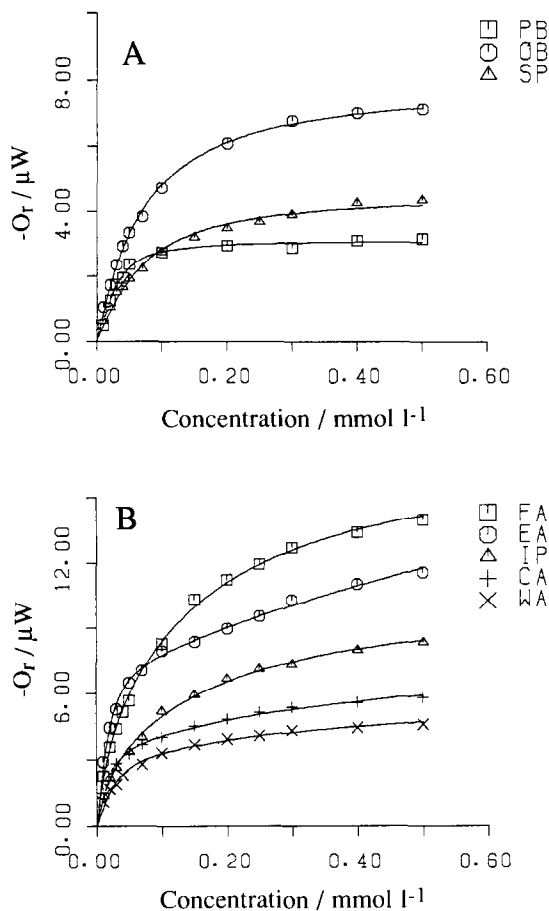 A
PB
OB
SP
8.00
4.00
0.00
-Or / μW
0.00 0.20 0.40 0.60
Concentration / mmol l-1
B
FA
EA
IP
CA
WA
12.00
6.00
0.00
-Or / μW
0.00 0.20 0.40 0.60
Concentration / mmol l-1